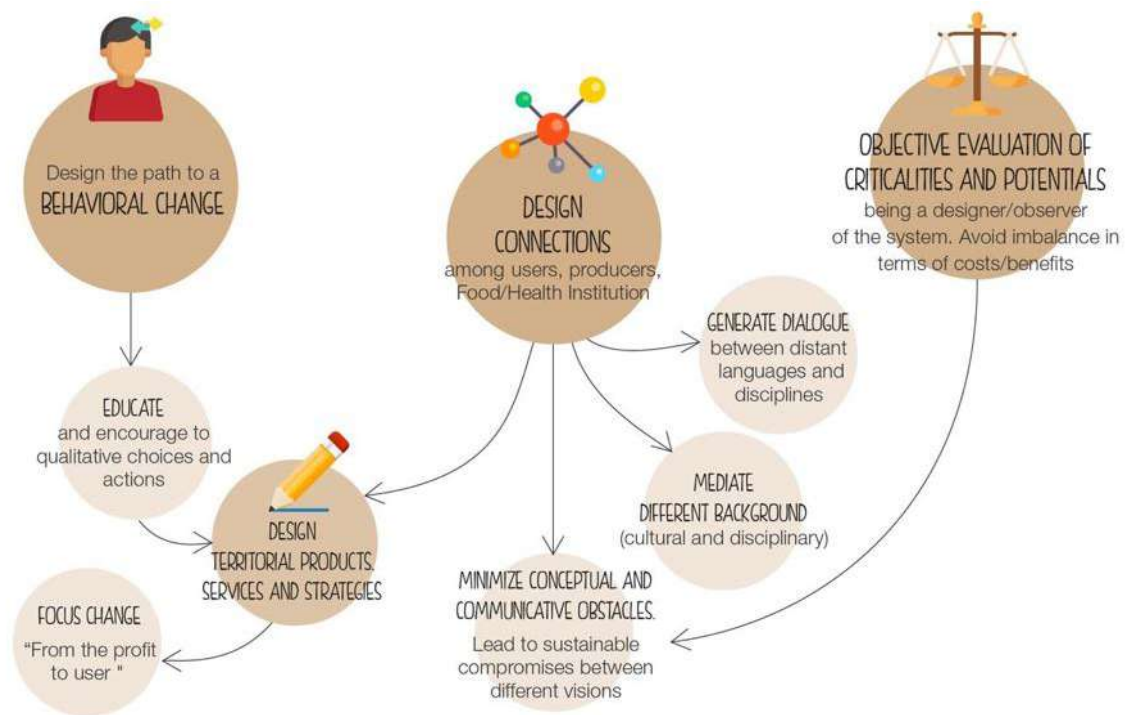 Design the path to a
BEHAVIORAL CHANGE
DESIGN
CONNECTIONS
among users, producers,
Food/Health Institution
OBJECTIVE EVALUATION OF
CRITICALITIES AND POTENTIALS
being a designer/observer
of the system. Avoid imbalance in
terms of costs/benefits
GENERATE DIALOGUE
between distant
languages and
disciplines
EDUCATE
and encourage to
qualitative choices and
actions
MEDIATE
DIFFERENT BACKGROUND
(cultural and disciplinary)
DESIGN
TERRITORIAL PRODUCTS.
SERVICES AND STRATEGIES
MINIMIZE CONCEPTUAL AND
COMMUNICATIVE OBSTACLES.
Lead to sustainable
compromises between
different visions
FOCUS CHANGE
“From the profit
to user "